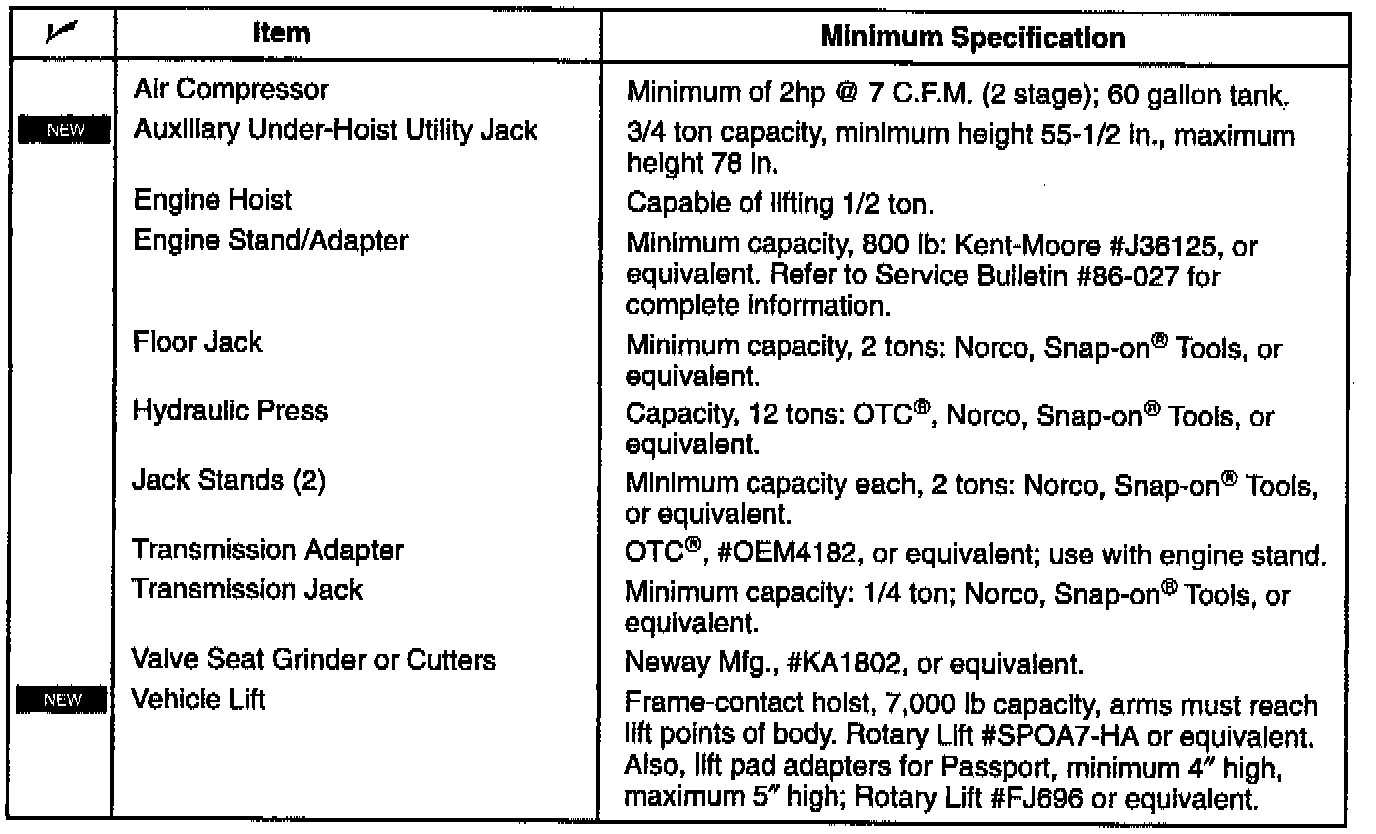 ✓ Item Minimum Specification
Air Compressor Minimum of 2hp @ 7 C.F.M. (2 stage); 60 gallon tank.
NEW Auxiliary Under-Hoist Utility Jack 3/4 ton capacity, minimum height 55-1/2 in., maximum
height 78 in.
Engine Hoist Capable of lifting 1/2 ton.
Engine Stand/Adapter Minimum capacity, 800 lb: Kent-Moore #J36125, or
equivalent. Refer to Service Bulletin #86-027 for
complete information.
Floor Jack Minimum capacity, 2 tons: Norco, Snap-on® Tools, or
equivalent.
Hydraulic Press Capacity, 12 tons: OTC®, Norco, Snap-on® Tools, or
equivalent.
Jack Stands (2) Minimum capacity each, 2 tons: Norco, Snap-on® Tools,
or equivalent.
Transmission Adapter OTC®, #OEM4182, or equivalent; use with engine stand.
Transmission Jack Minimum capacity: 1/4 ton; Norco, Snap-on® Tools, or
equivalent.
Valve Seat Grinder or Cutters Neway Mfg., #KA1802, or equivalent.
NEW Vehicle Lift Frame-contact hoist, 7,000 lb capacity, arms must reach
lift points of body. Rotary Lift #SPOA7-HA or equivalent.
Also, lift pad adapters for Passport, minimum 4″ high,
maximum 5″ high; Rotary Lift #FJ696 or equivalent.